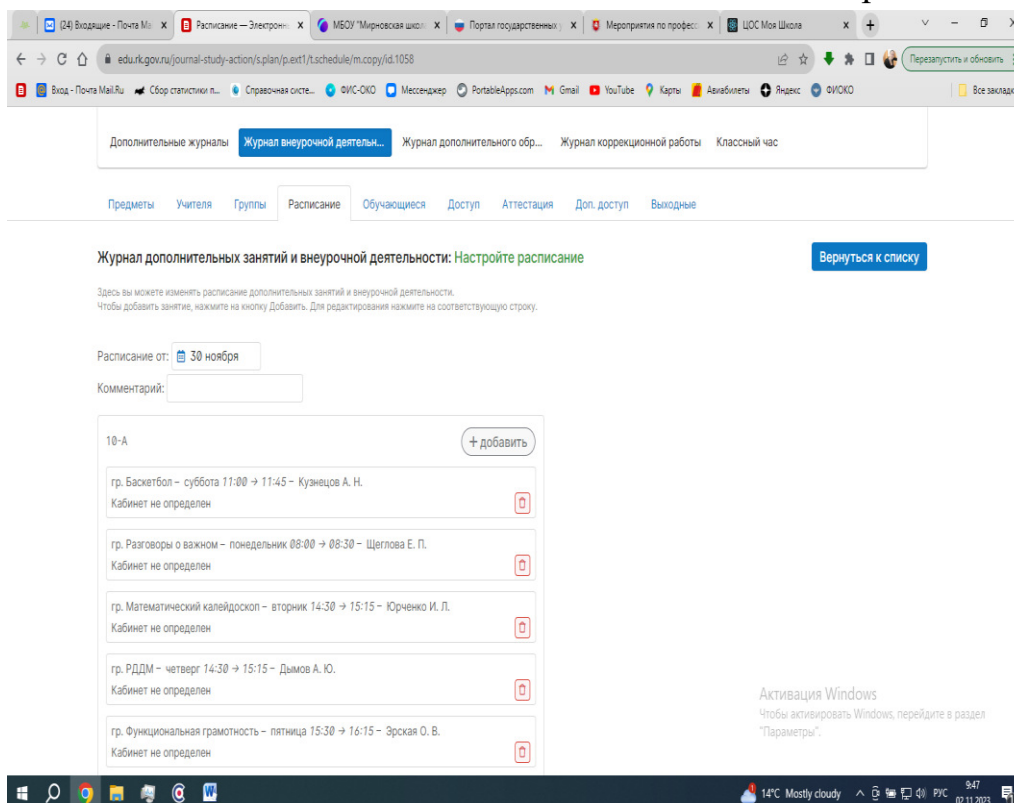 (24) Входящие - Почта Ma
Расписание — Электронн
МБОУ "Мирновская школ
Портал государственных
Мероприятия по професс
ЦОС Моя Школа
edu.rk.gov.ru/journal-study-action/s.plan/p.ext1/t.schedule/m.copy/id.1058
Перезапустить и обновить
Вход - Почта Mail.Ru
Сбор статистики п...
Справочная систе...
ФИС-ОКО
Мессенджер
PortableApps.com
Gmail
YouTube
Карты
Авиабилеты
Яндекс
ФИОКО
Все закладк
Дополнительные журналы
Журнал внеурочной деятельн...
Журнал дополнительного обр...
Журнал коррекционной работы
Классный час
Предметы
Учителя
Группы
Расписание
Обучающиеся
Доступ
Аттестация
Доп. доступ
Выходные
Журнал дополнительных занятий и внеурочной деятельности: Настройте расписание
Вернуться к списку
Здесь вы можете изменять расписание дополнительных занятий и внеурочной деятельности.
Чтобы добавить занятие, нажмите на кнопку Добавить. Для редактирования нажмите на соответствующую строку.
Расписание от: 30 ноября
Комментарий:
10-А
+ добавить
гр. Баскетбол – суббота 11:00 → 11:45 – Кузнецов А. Н.
Кабинет не определен
гр. Разговоры о важном – понедельник 08:00 → 08:30 – Щеглова Е. П.
Кабинет не определен
гр. Математический калейдоскоп – вторник 14:30 → 15:15 – Юрченко И. Л.
Кабинет не определен
гр. РДДМ – четверг 14:30 → 15:15 – Дымов А. Ю.
Кабинет не определен
гр. Функциональная грамотность – пятница 15:30 → 16:15 – Эрская О. В.
Кабинет не определен
Активация Windows
Чтобы активировать Windows, перейдите в раздел
"Параметры".
14°C Mostly cloudy
РУС
9:47
02.11.2023